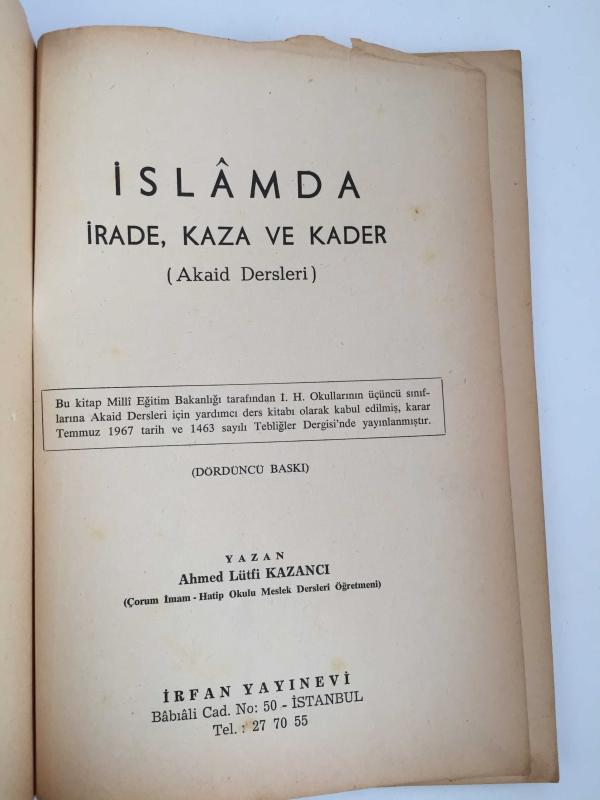 İSLÂMDA
İRADE, KAZA VE KADER
(Akaid Dersleri)
Bu kitap Millî Eğitim Bakanlığı tarafından I. H. Okullarının üçüncü sınıf-
larına Akaid Dersleri için yardımcı ders kitabı olarak kabul edilmiş, karar
Temmuz 1967 tarih ve 1463 sayılı Tebliğler Dergisi'nde yayınlanmıştır.
(DÖRDÜNCÜ BASKI)
YAZAN
Ahmed Lütfi KAZANCI
(Çorum İmam - Hatip Okulu Meslek Dersleri Öğretmeni)
İRFAN YAYINEVİ
Bâbıâli Cad. No: 50 - İSTANBUL
Tel.: 27 70 55